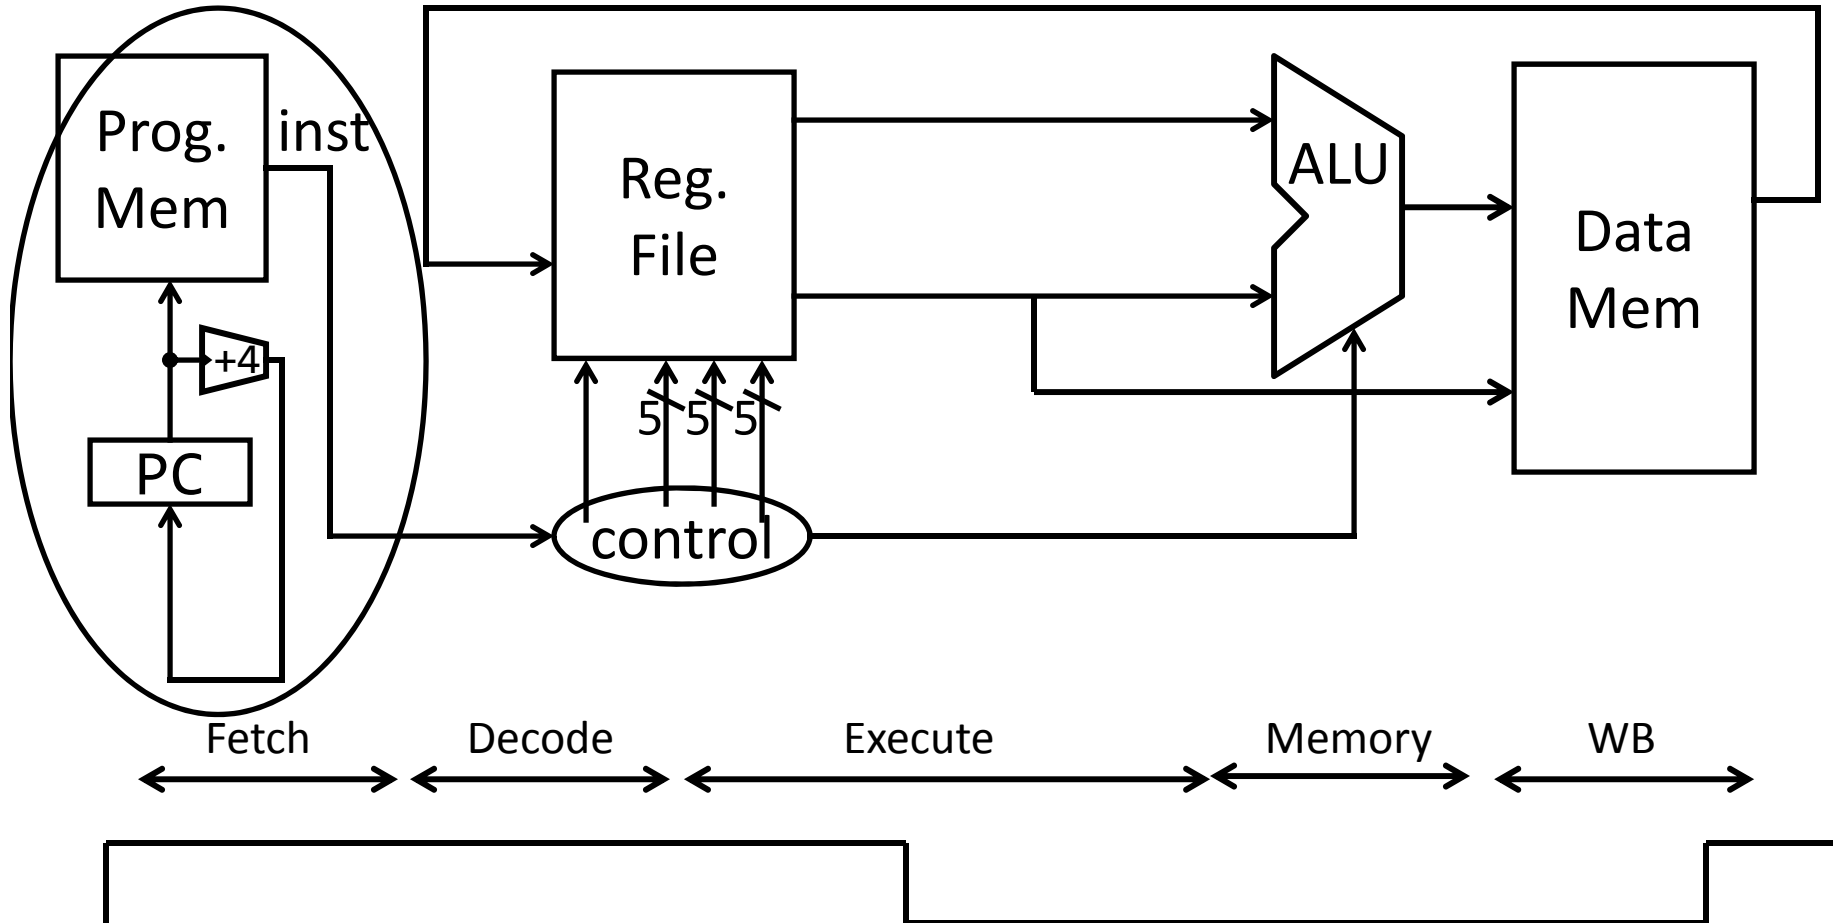 Prog.
Mem
inst
+4
PC
Reg.
File
5 5 5
control
ALU
Data
Mem
Fetch
Decode
Execute
Memory
WB